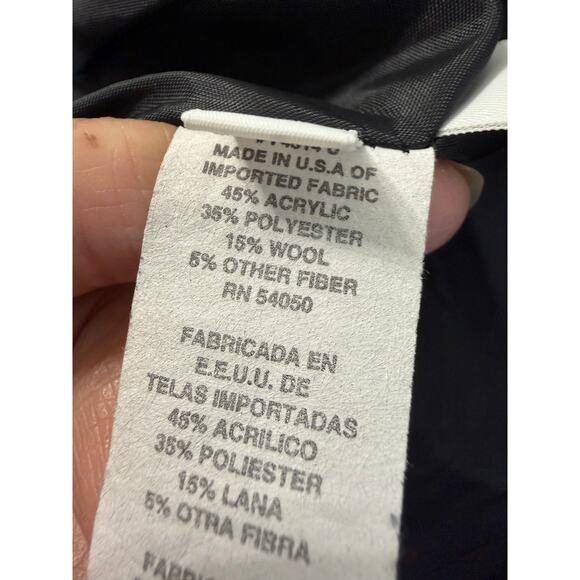 MADE IN U.S.A OF
IMPORTED FABRIC
45% ACRYLIC
35% POLYESTER
15% WOOL
5% OTHER FIBER
RN 54050
FABRICADA EN
E.E.U.U. DE
TELAS IMPORTADAS
45% ACRILICO
35% POLIESTER
15% LANA
5% OTRA FIBRA